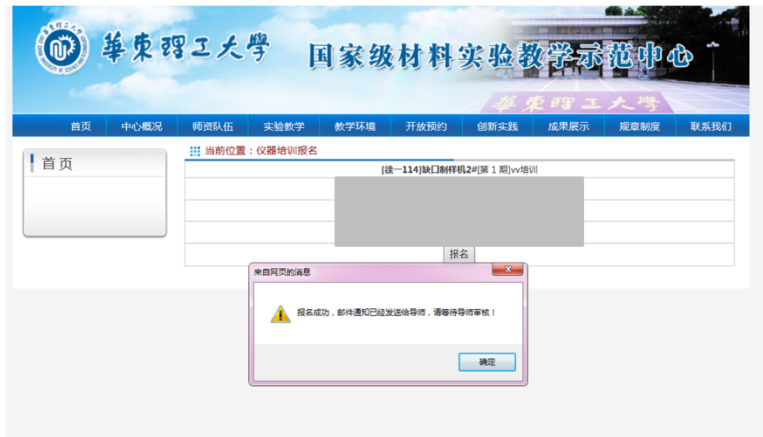 華東理工大學
国家级材料实验教学示范中心
華東理工大學
首页 中心概况 师资队伍 实验教学 教学环境 开放预约 创新实践 成果展示 规章制度 联系我们
首页
当前位置：仪器培训报名
[徐一114]缺口制样机2#[第 1 期]vv培训
报名
来自网页的消息
报名成功，邮件通知已经发送给导师，请等待导师审核！
确定